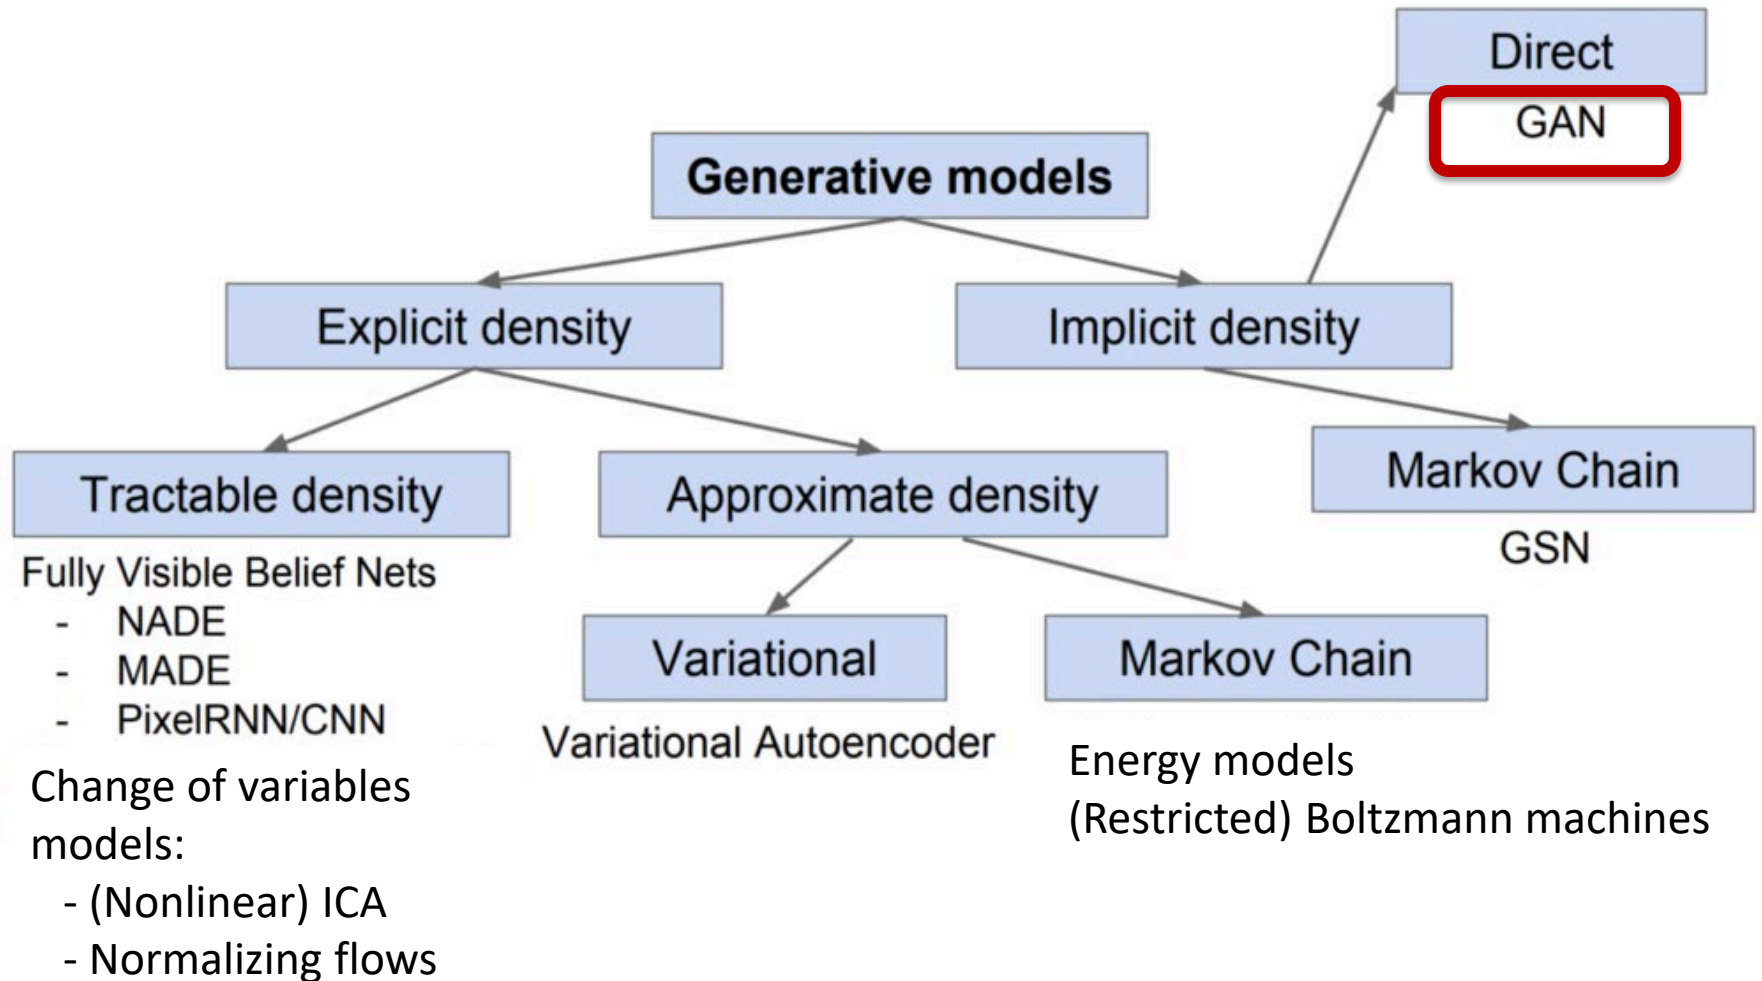 Direct
GAN
Generative models
Explicit density
Implicit density
Tractable density
Approximate density
Markov Chain
GSN
Fully Visible Belief Nets
- NADE
- MADE
- PixelRNN/CNN
Change of variables
models:
- (Nonlinear) ICA
- Normalizing flows
Variational
Variational Autoencoder
Markov Chain
Energy models
(Restricted) Boltzmann machines